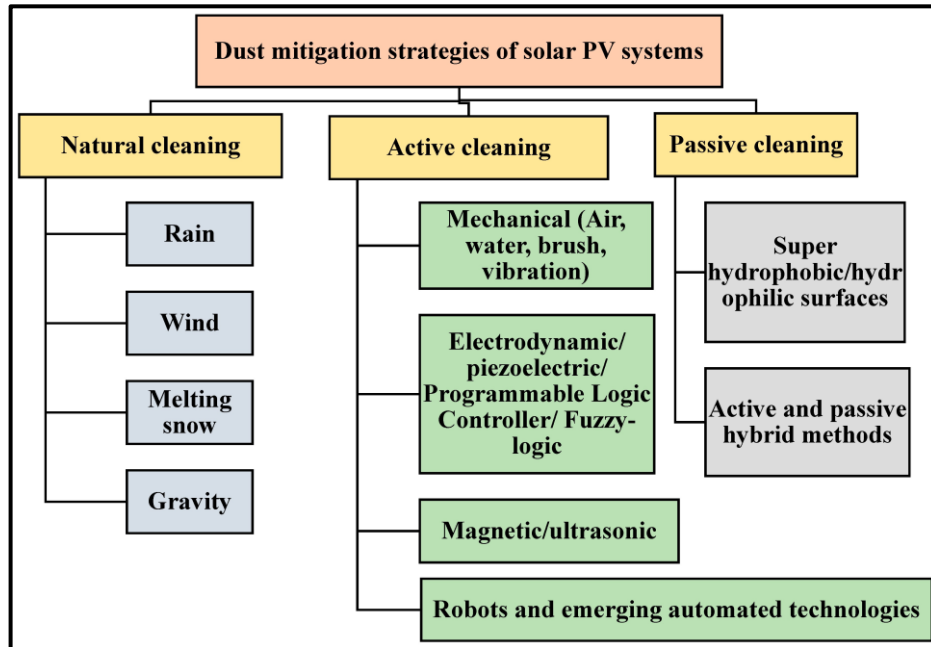 Dust mitigation strategies of solar PV systems
Natural cleaning
Rain
Wind
Melting
snow
Gravity
Active cleaning
Mechanical (Air,
water, brush,
vibration)
Electrodynamic/
piezoelectric/
Programmable Logic
Controller/ Fuzzy-
logic
Magnetic/ultrasonic
Robots and emerging automated technologies
Passive cleaning
Super
hydrophobic/hydr
ophilic surfaces
Active and passive
hybrid methods